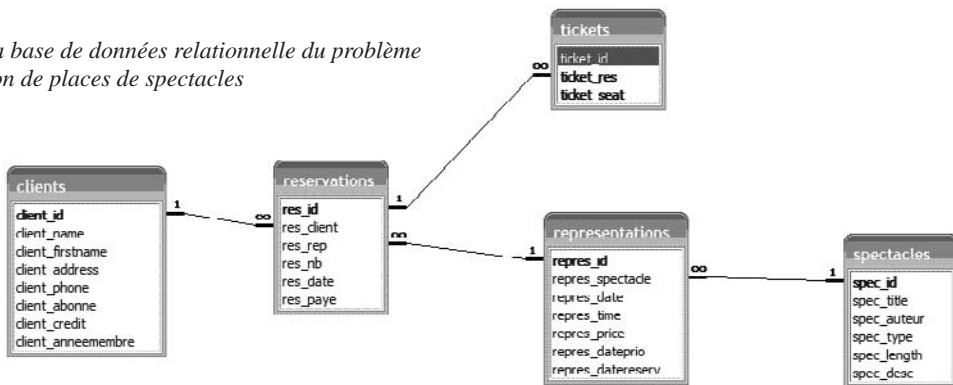 base de données relationnelle du problème
de places de spectacles
tickets
ticket_id
ticket_res
ticket_seat
∞
clients
client_id
client_name
client_firstname
client_address
client_phone
client_abonne
client_credit
client_anneemembre
1
∞
reservations
res_id
res_client
res_rep
res_nb
res_date
res_paye
1
∞
1
representations
repres_id
repres_spectacle
repres_date
repres_time
repres_price
repres_dateprio
repres_datereserv
∞
1
spectacles
spec_id
spec_title
spec_auteur
spec_type
spec_length
spec_desc